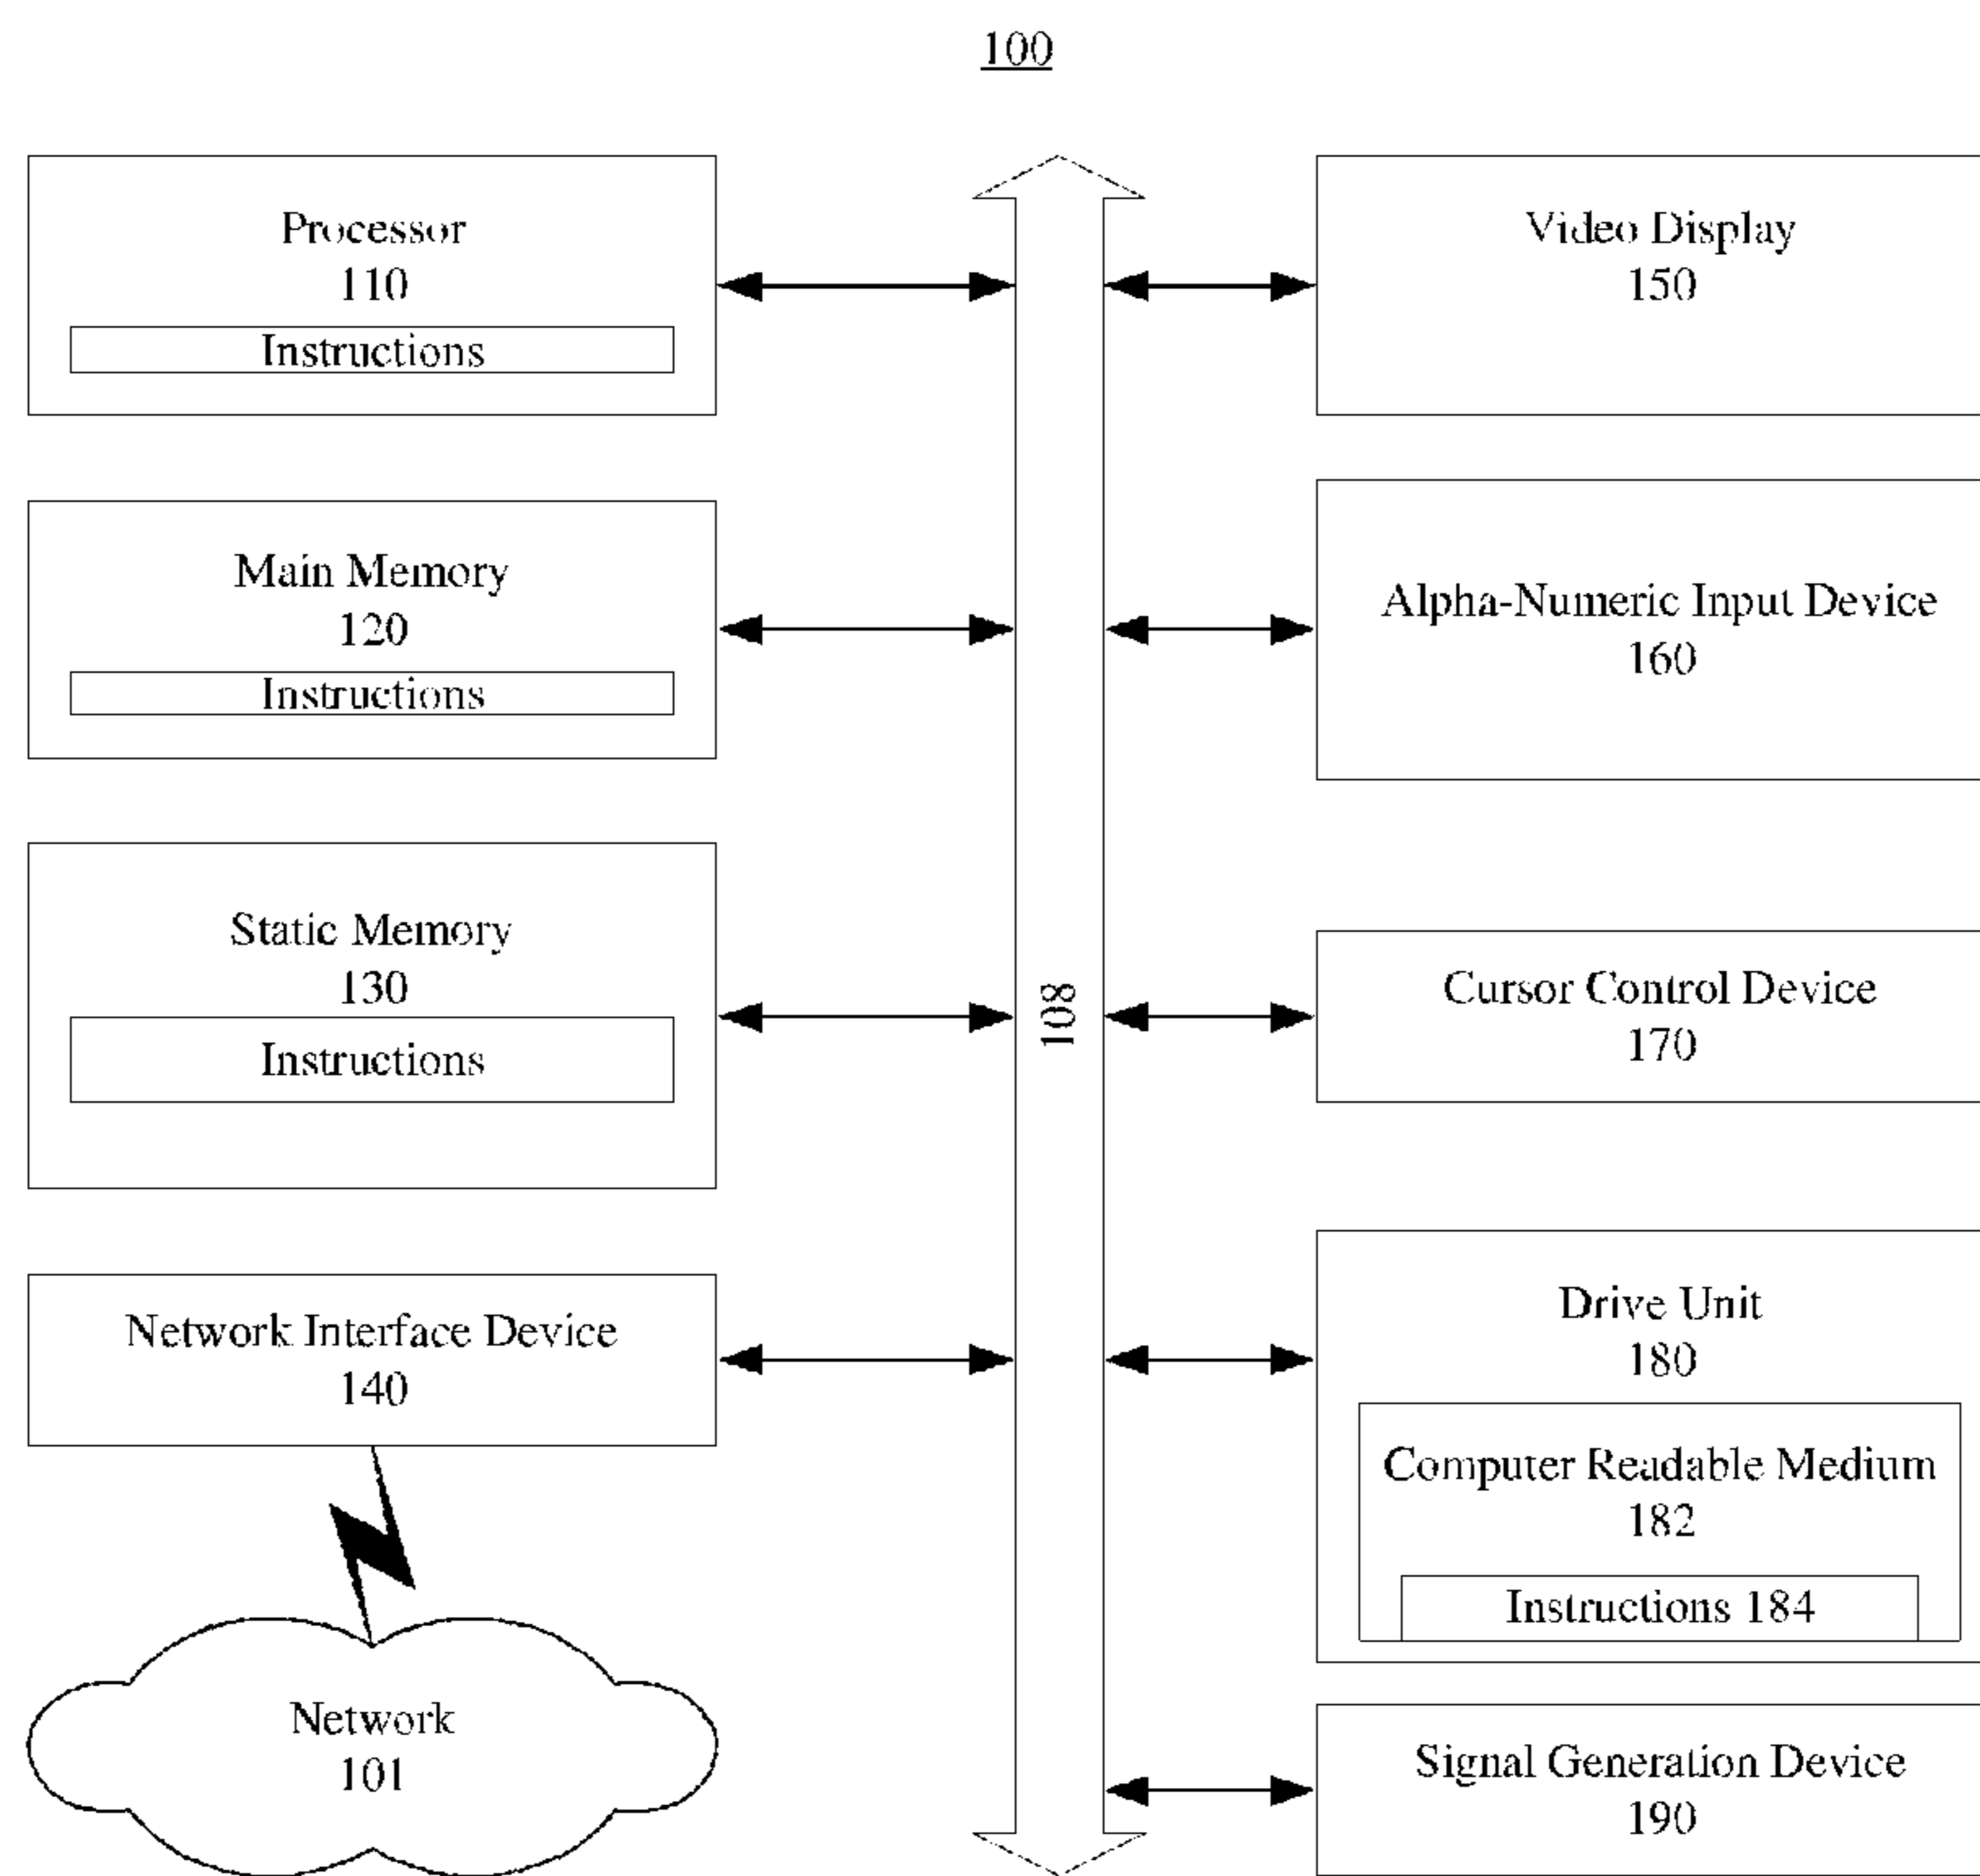 100
Processor
110
Instructions
Main Memory
120
Instructions
Static Memory
130
Instructions
Network Interface Device
140
Network
101
108
Video Display
150
Alpha-Numeric Input Device
160
Cursor Control Device
170
Drive Unit
180
Computer Readable Medium
182
Instructions 184
Signal Generation Device
190